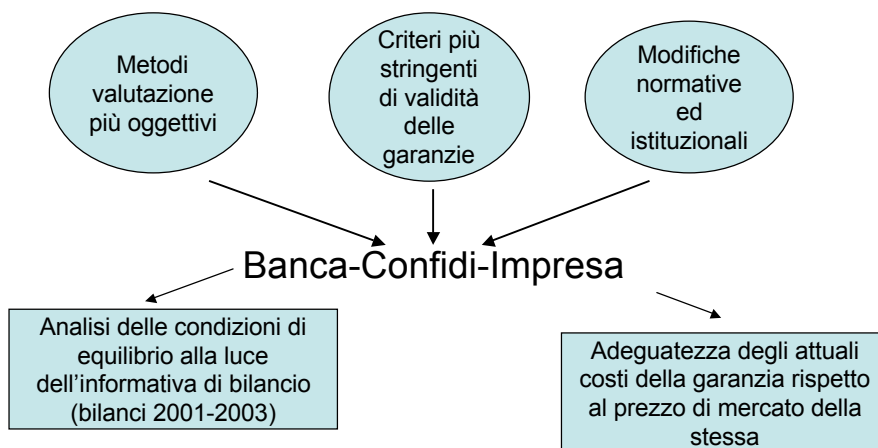 Metodi
valutazione
più oggettivi
Criteri più
stringenti
di validità
delle
garanzie
Modifiche
normative
ed
istituzionali
Banca-Confidi-Impresa
Analisi delle condizioni di
equilibrio alla luce
dell'informativa di bilancio
(bilanci 2001-2003)
Adeguatezza degli attuali
costi della garanzia rispetto
al prezzo di mercato della
stessa